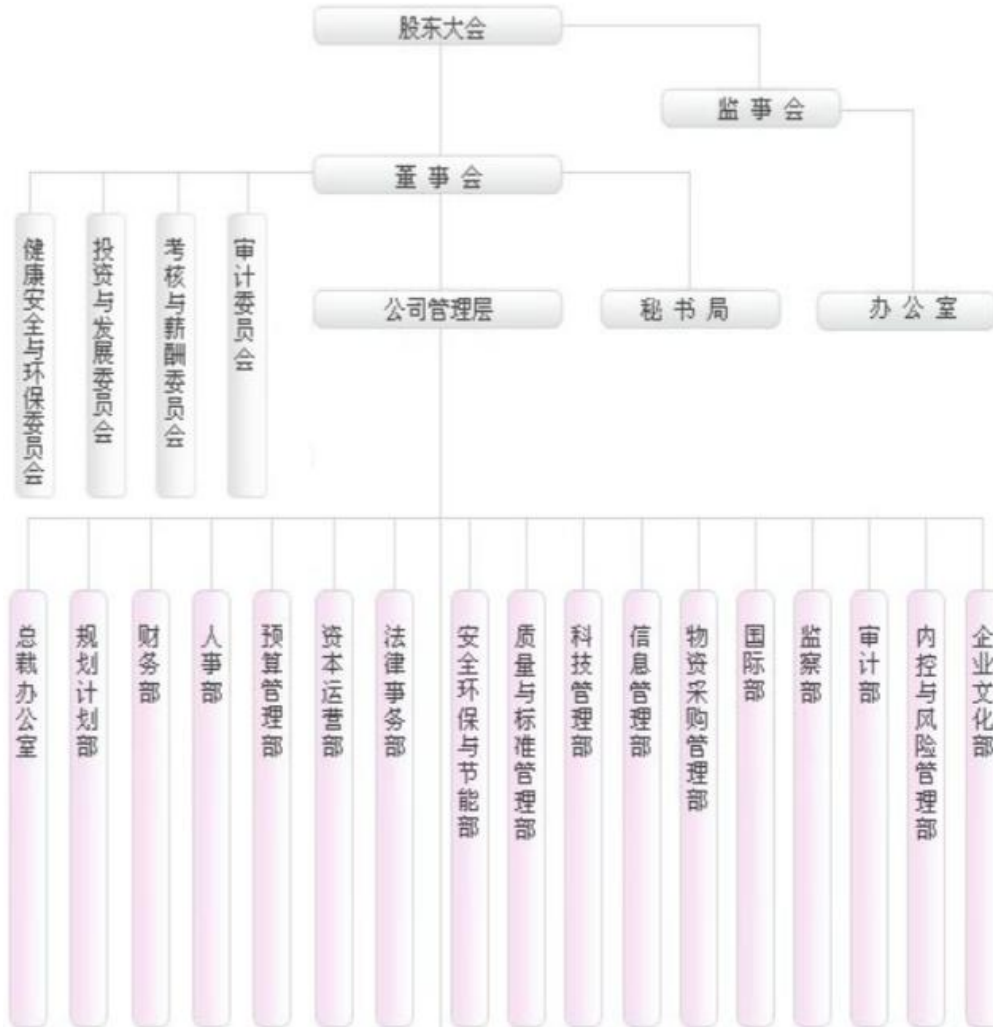 股东大会
监事会
董事会
健康安全与环保委员会
投资与发展委员会
考核与薪酬委员会
审计委员会
公司管理层
秘书局
办公室
总裁办公室
规划计划部
财务部
人事部
预算管理部
资本运营部
法律事务部
安全环保与节能部
质量与标准管理部
科技管理部
信息管理部
物资采购管理部
国际部
监察部
审计部
内控与风险管理部
企业文化部